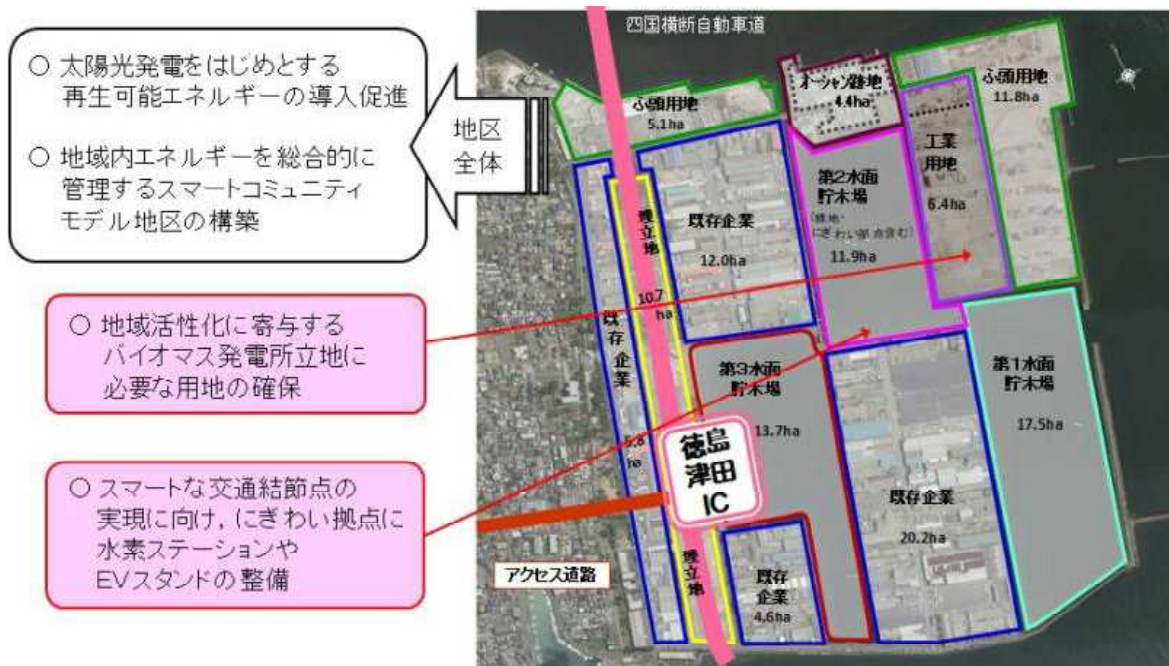 ○ 太陽光発電をはじめとする
再生可能エネルギーの導入促進
○ 地域内エネルギーを総合的に
管理するスマートコミュニティ
モデル地区の構築
地区
全体
○ 地域活性化に寄与する
バイオマス発電所立地に
必要な用地の確保
○ スマートな交通結節点の
実現に向け，にぎわい拠点に
水素ステーションや
EVスタンドの整備
四国横断自動車道
ふ頭用地
5.1ha
オーシャン跡地
4.4ha
ふ頭用地
11.8ha
工業
用地
6.4ha
第2水面
貯木場
(緑地・
にぎわい拠点含む)
11.9ha
既存企業
12.0ha
埋立地
10.7
ha
既存企業
5.8
ha
第3水面
貯木場
13.7ha
第1水面
貯木場
17.5ha
徳島
津田
IC
既存企業
20.2ha
アクセス道路
埋立地
既存
企業
4.6ha